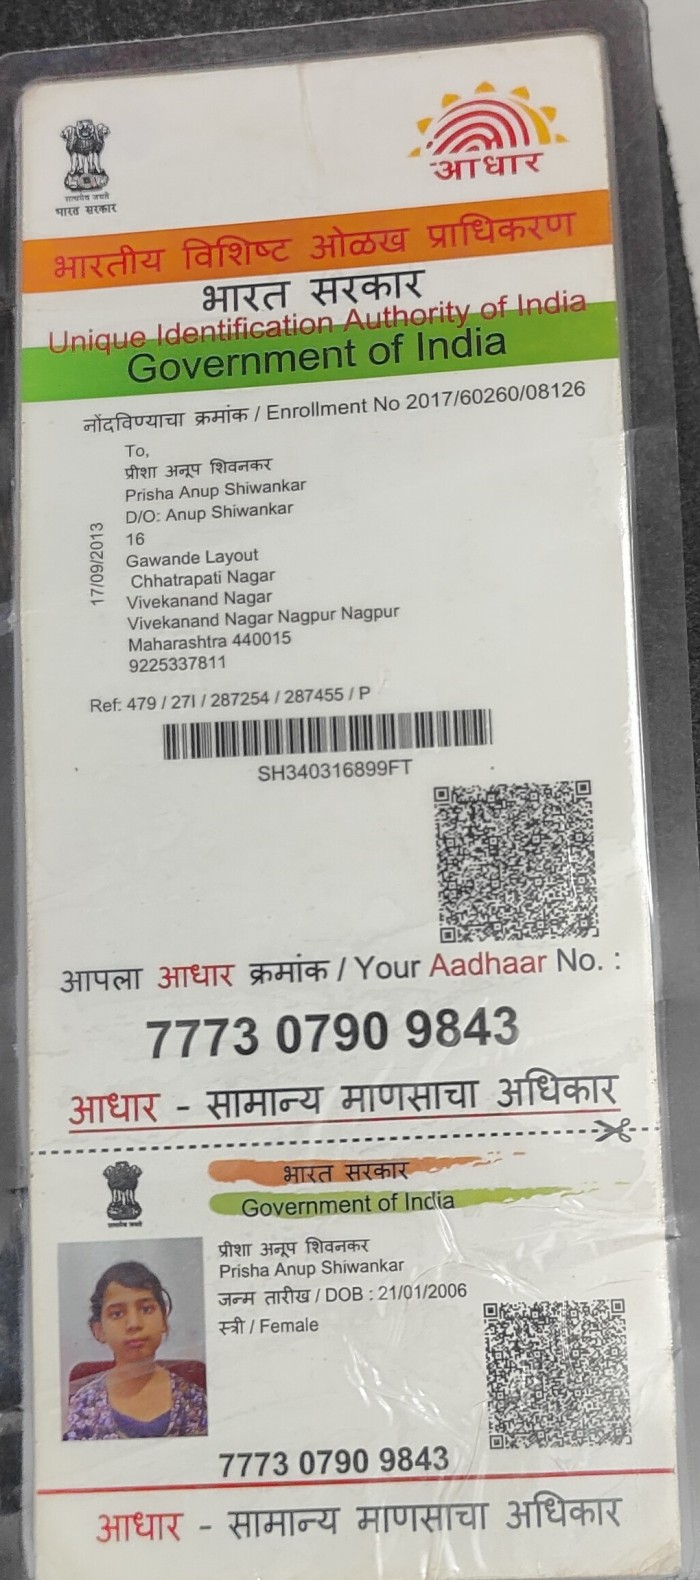 सत्यमेव जयते
भारत सरकार
आधार
भारतीय विशिष्ट ओळख प्राधिकरण
भारत सरकार
Unique Identification Authority of India
Government of India
नोंदविण्याचा क्रमांक / Enrollment No 2017/60260/08126
To,
प्रीशा अनूप शिवनकर
Prisha Anup Shiwankar
D/O: Anup Shiwankar
16
Gawande Layout
Chhatrapati Nagar
Vivekanand Nagar
Vivekanand Nagar Nagpur Nagpur
Maharashtra 440015
9225337811
17/09/2013
Ref: 479 / 27I / 287254 / 287455 / P
SH340316899FT
आपला आधार क्रमांक / Your Aadhaar No. :
7773 0790 9843
आधार - सामान्य माणसाचा अधिकार
भारत सरकार
Government of India
प्रीशा अनूप शिवनकर
Prisha Anup Shiwankar
जन्म तारीख / DOB : 21/01/2006
स्त्री / Female
7773 0790 9843
आधार - सामान्य माणसाचा अधिकार